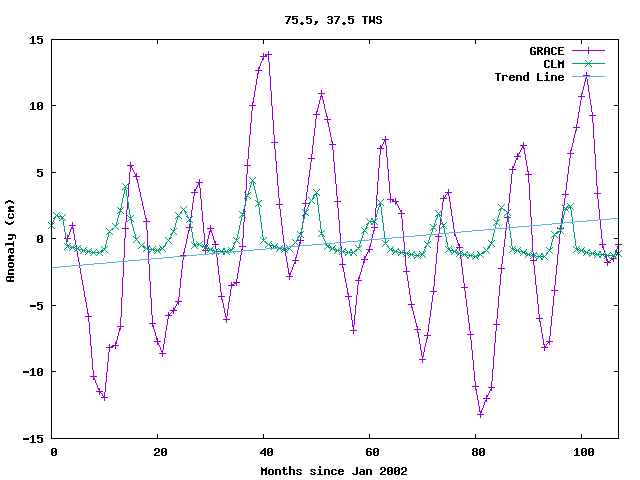 75.5, 37.5 TWS
GRACE
CLM
Trend Line
Anomaly (cm)
15
10
5
0
-5
-10
-15
0 20 40 60 80 100
Months since Jan 2002